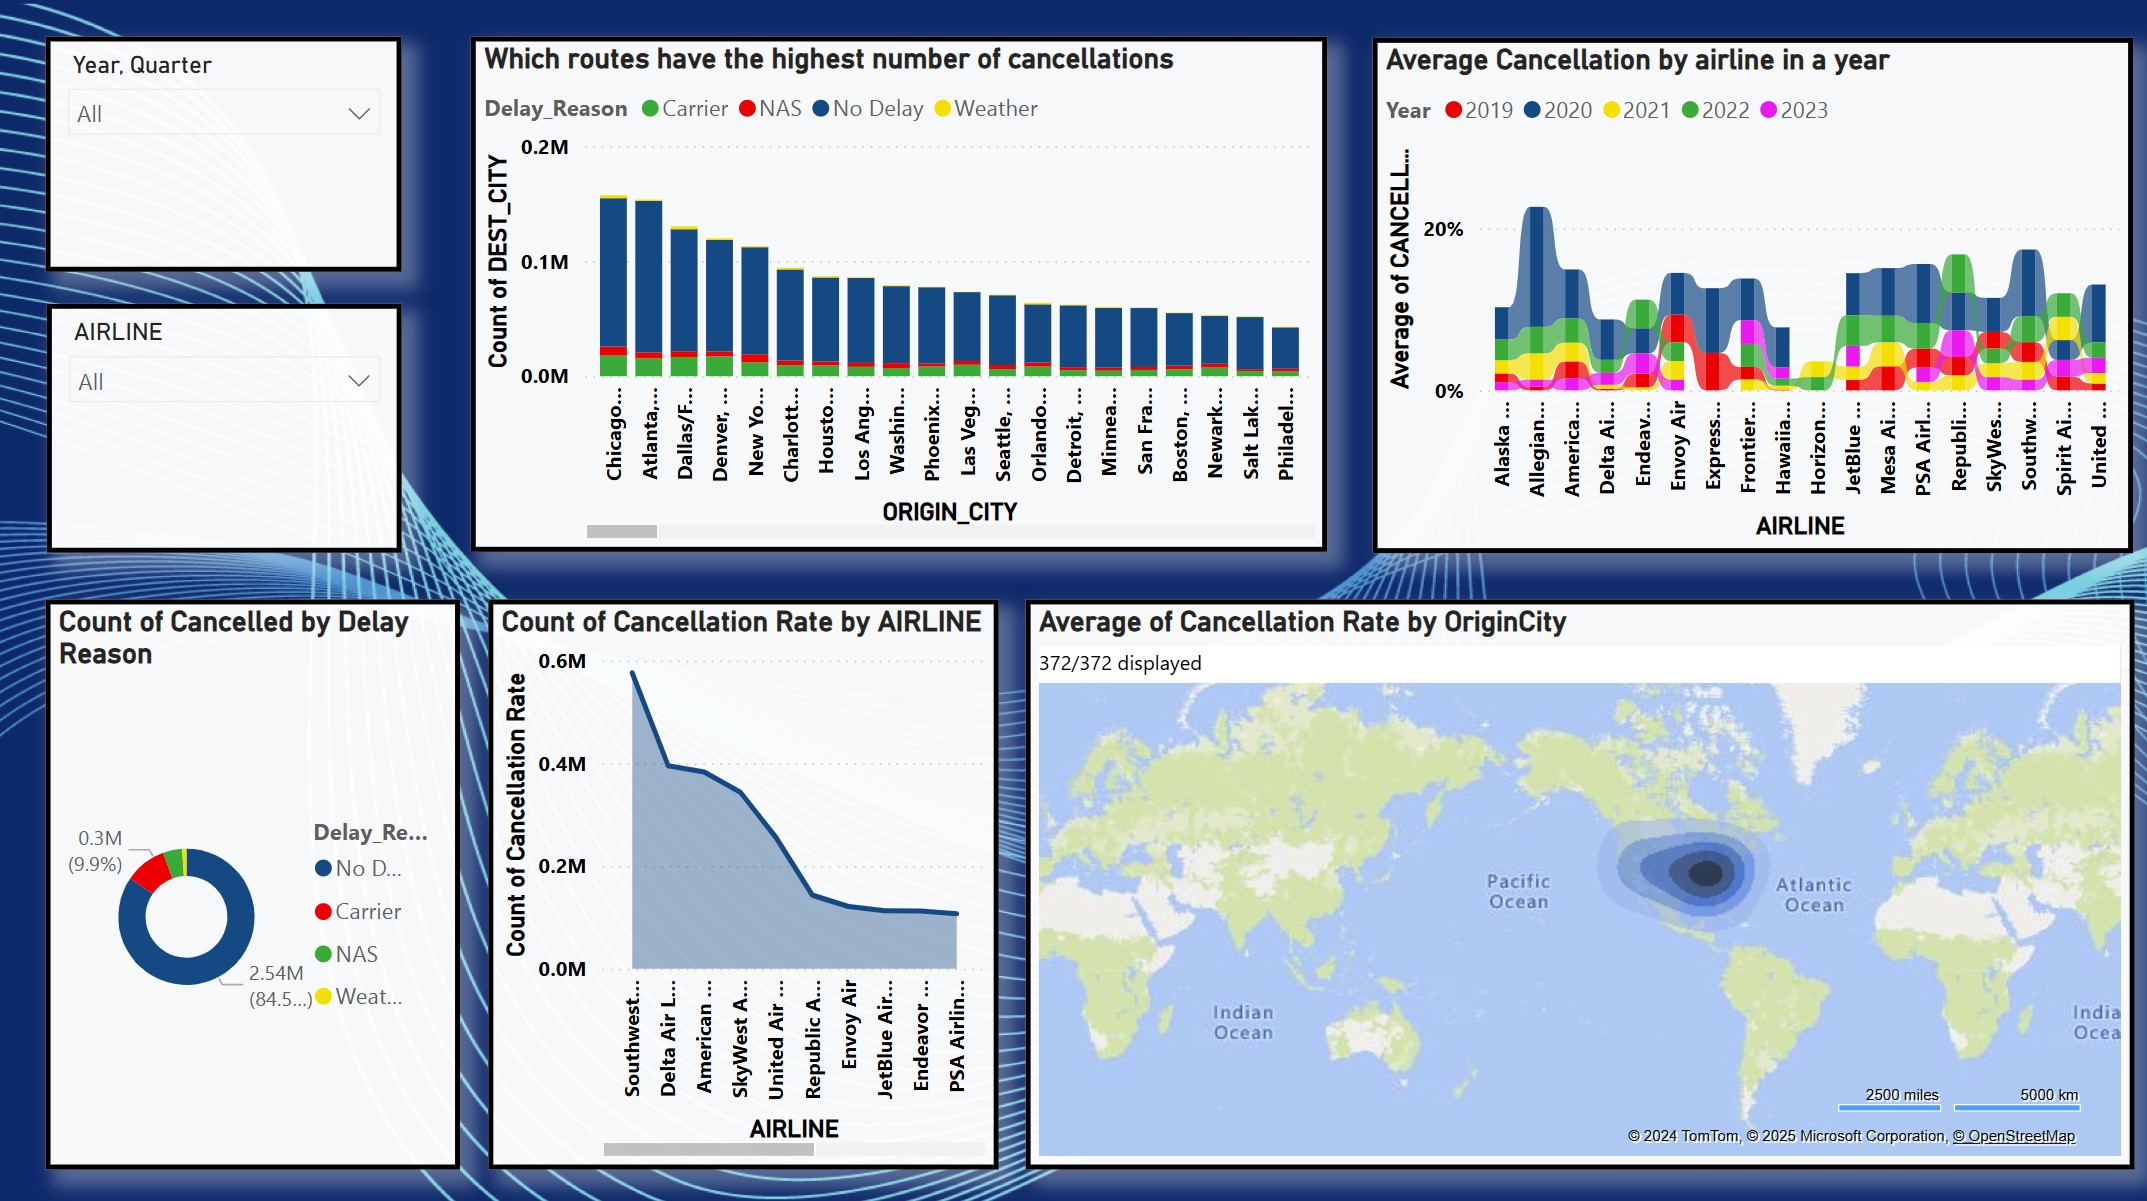 Year, Quarter
All
AIRLINE
All
Which routes have the highest number of cancellations
Delay_Reason Carrier NAS No Delay Weather
Count of DEST_CITY
0.2M
0.1M
0.0M
Chicago...
Atlanta,...
Dallas/F...
Denver, ...
New Yo...
Charlott...
Housto...
Los Ang...
Washin...
Phoenix...
Las Veg...
Seattle, ...
Orlando...
Detroit, ...
Minnea...
San Fra...
Boston, ...
Newark...
Salt Lak...
Philadel...
ORIGIN_CITY
Average Cancellation by airline in a year
Year 2019 2020 2021 2022 2023
Average of CANCELL...
20%
0%
Alaska ...
Allegian...
America...
Delta Ai...
Endeav...
Envoy Air
Express...
Frontier...
Hawaiia...
Horizon...
JetBlue ...
Mesa Ai...
PSA Airl...
Republi...
SkyWes...
Southw...
Spirit Ai...
United ...
AIRLINE
Count of Cancelled by Delay
Reason
0.3M
(9.9%)
2.54M
(84.5...)
Delay_Re...
No D...
Carrier
NAS
Weat...
Count of Cancellation Rate by AIRLINE
Count of Cancellation Rate
0.6M
0.4M
0.2M
0.0M
Southwest...
Delta Air L...
American ...
SkyWest A...
United Air ...
Republic A...
Envoy Air
JetBlue Air...
Endeavor ...
PSA Airlin...
AIRLINE
Average of Cancellation Rate by OriginCity
372/372 displayed
Pacific
Ocean
Atlantic
Ocean
Indian
Ocean
India
Ocea
2500 miles 5000 km
© 2024 TomTom, © 2025 Microsoft Corporation, © OpenStreetMap